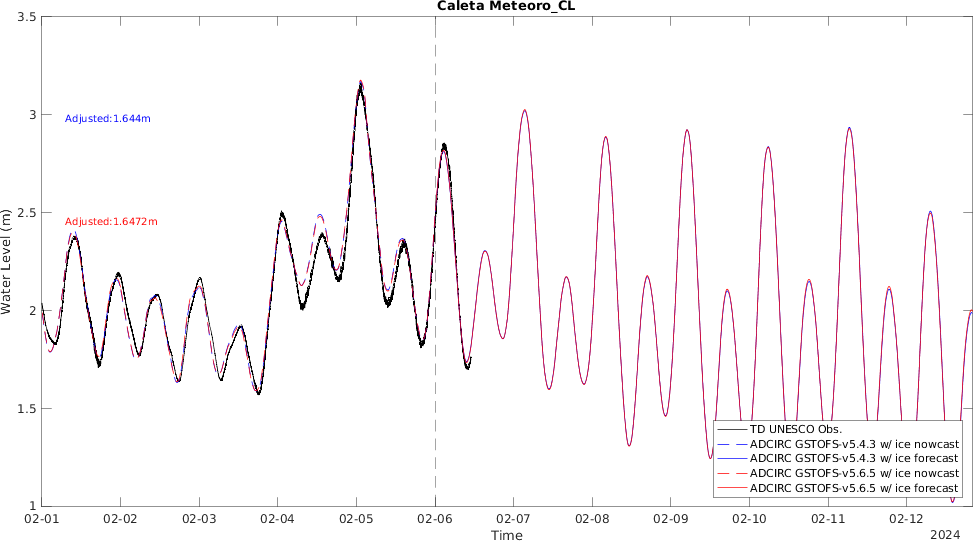 Caleta Meteoro_CL
3.5
3
2.5
2
1.5
1
Water Level (m)
Adjusted:1.644m
Adjusted:1.6472m
TD UNESCO Obs.
ADCIRC GSTOFS-v5.4.3 w/ ice nowcast
ADCIRC GSTOFS-v5.4.3 w/ ice forecast
ADCIRC GSTOFS-v5.6.5 w/ ice nowcast
ADCIRC GSTOFS-v5.6.5 w/ ice forecast
02-01 02-02 02-03 02-04 02-05 02-06 02-07 02-08 02-09 02-10 02-11 02-12
Time
2024